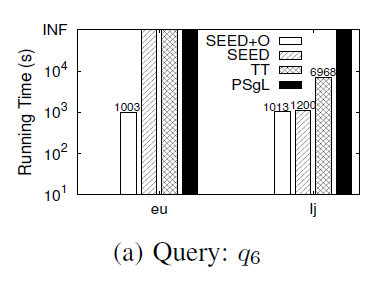 INF
10^4
10^3
10^2
10^1
Running Time (s)
SEED+O
SEED
TT
PSgL
1003
1013
1200
6968
eu
lj
(a) Query: q_6